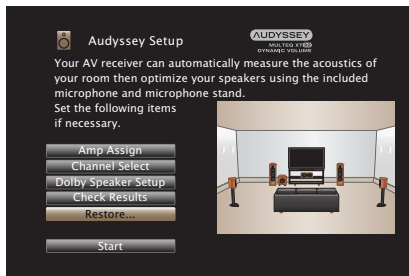 Audyssey Setup
AUDYSSEY
MULTEQ XT32
DYNAMIC VOLUME
Your AV receiver can automatically measure the acoustics of
your room then optimize your speakers using the included
microphone and microphone stand.
Set the following items
if necessary.
Amp Assign
Channel Select
Dolby Speaker Setup
Check Results
Restore...
Start